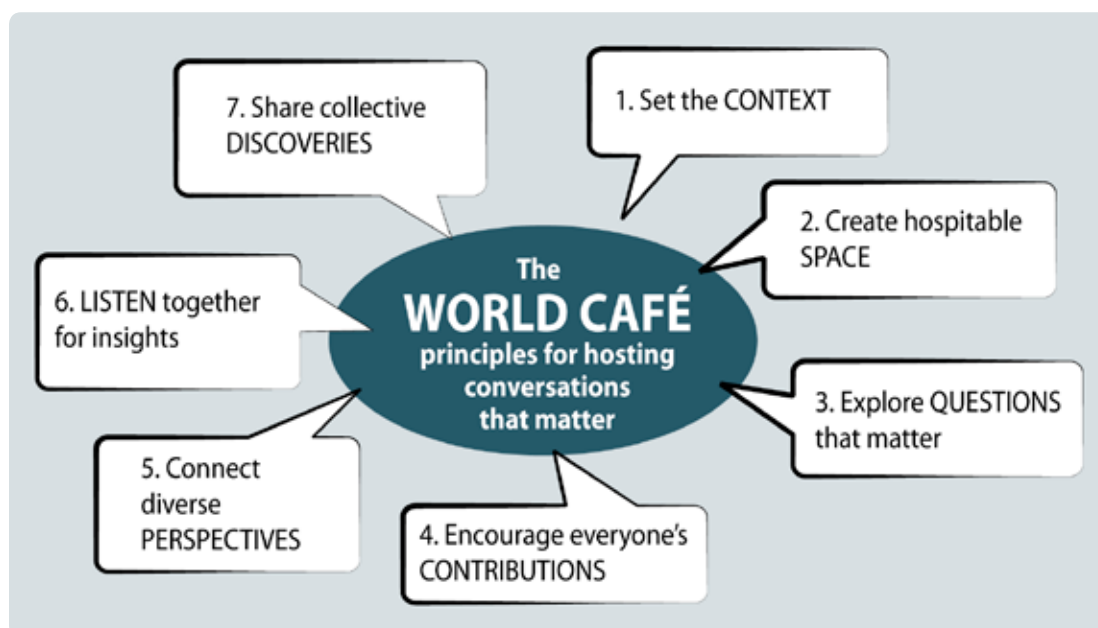 The
WORLD CAFÉ
principles for hosting
conversations
that matter
1. Set the CONTEXT
2. Create hospitable
SPACE
3. Explore QUESTIONS
that matter
4. Encourage everyone’s
CONTRIBUTIONS
5. Connect
diverse
PERSPECTIVES
6. LISTEN together
for insights
7. Share collective
DISCOVERIES